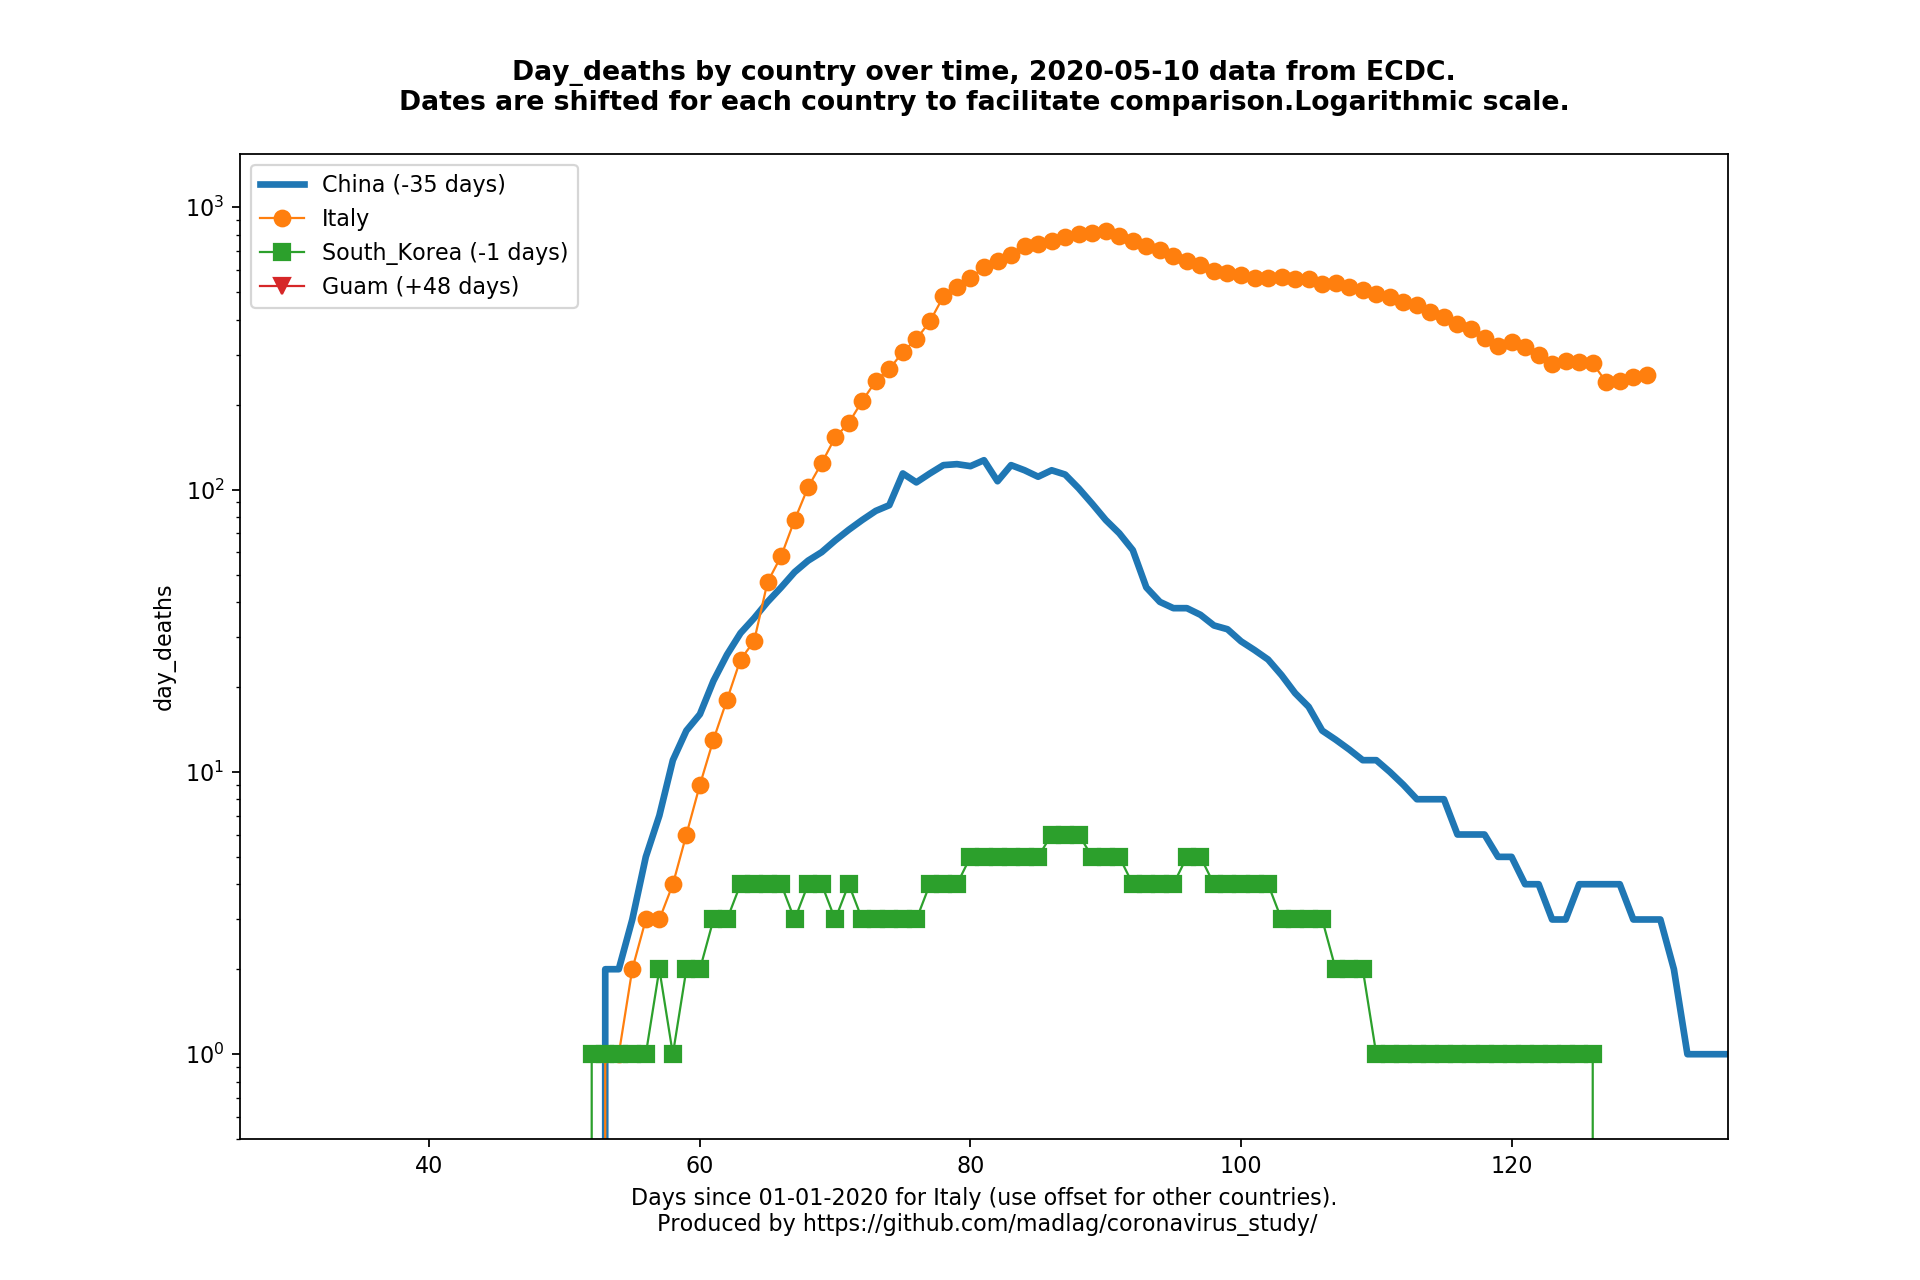 Day_deaths by country over time, 2020-05-10 data from ECDC.
Dates are shifted for each country to facilitate comparison.Logarithmic scale.
China (-35 days)
Italy
South_Korea (-1 days)
Guam (+48 days)
10³
10²
10¹
10⁰
day_deaths
40 60 80 100 120
Days since 01-01-2020 for Italy (use offset for other countries).
Produced by https://github.com/madlag/coronavirus_study/